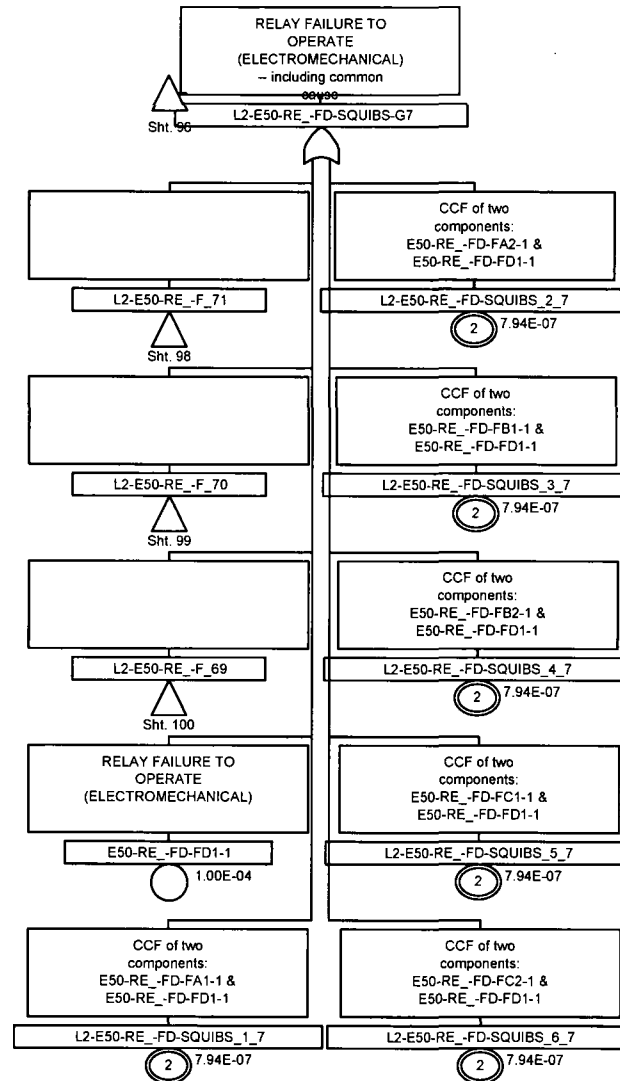 RELAY FAILURE TO
OPERATE
(ELECTROMECHANICAL)
-- including common
cause
Sht. 96
L2-E50-RE_-FD-SQUIBS-G7
L2-E50-RE_-F_71
Sht. 98
CCF of two
components:
E50-RE_-FD-FA2-1 &
E50-RE_-FD-FD1-1
L2-E50-RE_-FD-SQUIBS_2_7
2
7.94E-07
L2-E50-RE_-F_70
Sht. 99
CCF of two
components:
E50-RE_-FD-FB1-1 &
E50-RE_-FD-FD1-1
L2-E50-RE_-FD-SQUIBS_3_7
2
7.94E-07
L2-E50-RE_-F_69
Sht. 100
CCF of two
components:
E50-RE_-FD-FB2-1 &
E50-RE_-FD-FD1-1
L2-E50-RE_-FD-SQUIBS_4_7
2
7.94E-07
RELAY FAILURE TO
OPERATE
(ELECTROMECHANICAL)
E50-RE_-FD-FD1-1
1.00E-04
CCF of two
components:
E50-RE_-FD-FC1-1 &
E50-RE_-FD-FD1-1
L2-E50-RE_-FD-SQUIBS_5_7
2
7.94E-07
CCF of two
components:
E50-RE_-FD-FA1-1 &
E50-RE_-FD-FD1-1
L2-E50-RE_-FD-SQUIBS_1_7
2
7.94E-07
CCF of two
components:
E50-RE_-FD-FC2-1 &
E50-RE_-FD-FD1-1
L2-E50-RE_-FD-SQUIBS_6_7
2
7.94E-07